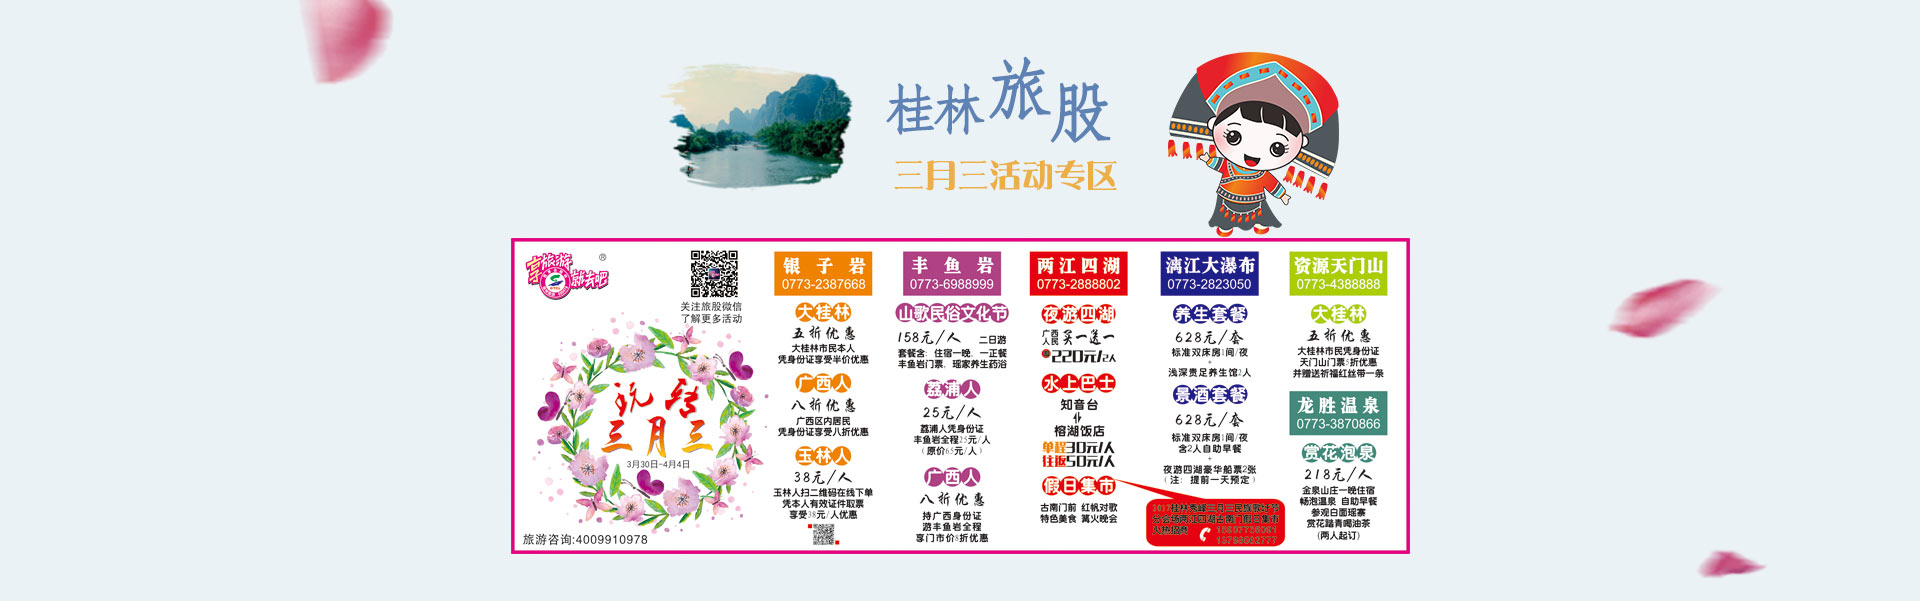 桂林旅股
三月三活动专区
享旅游
就去吧
®
关注旅股微信
了解更多活动
玩转
三月三
3月30日-4月4日
旅游咨询:4009910978
银子岩
0773-2387668
大桂林
五折优惠
大桂林市民本人
凭身份证享受半价优惠
广西人
八折优惠
广西区内居民
凭身份证享受八折优惠
玉林人
38元/人
玉林人扫二维码在线下单
凭本人有效证件取票
享受38元/人优惠
丰鱼岩
0773-6988999
山歌民俗文化节
158元/人 二日游
套餐含：住宿一晚，一正餐
丰鱼岩门票，瑶家养生药浴
荔浦人
25元/人
荔浦人凭身份证
丰鱼岩全程25元/人
（原价65元/人）
广西人
八折优惠
持广西身份证
游丰鱼岩全程
享门市价8折优惠
两江四湖
0773-2888802
夜游四湖
广西人民 买一送一
220元/2人
水上巴士
知音台
榕湖饭店
单程30元/人
往返50元/人
假日集市
古南门前 红帆对歌
特色美食 篝火晚会
漓江大瀑布
0773-2823050
养生套餐
628元/套
标准双床房1间/夜
+
浅深贵足养生馆2人
景酒套餐
628元/套
标准双床房1间/夜
含2人自助早餐
+
夜游四湖豪华船票2张
（注：提前一天预定）
火热招商
资源天门山
0773-4388888
大桂林
五折优惠
大桂林市民凭身份证
天门山门票5折优惠
并赠送祈福红丝带一条
龙胜温泉
0773-3870866
赏花泡泉
218元/人
金泉山庄一晚住宿
畅泡温泉 自助早餐
参观白面瑶寨
赏花踏青喝油茶
(两人起订)